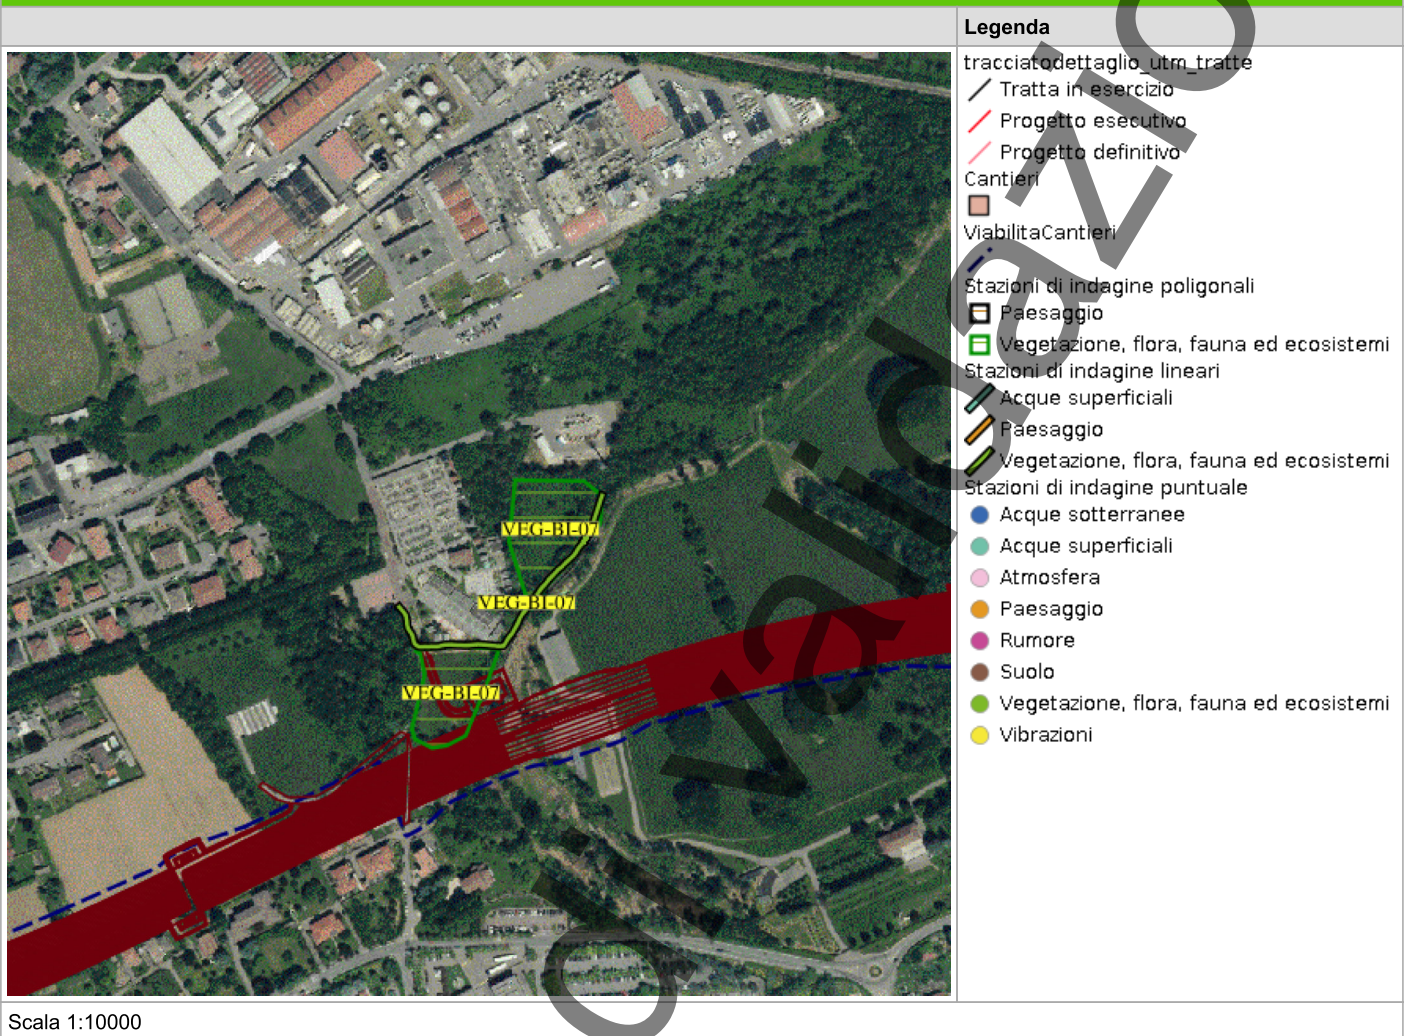 Legenda
tracciatodettaglio_utm_tratte
Tratta in esercizio
Progetto esecutivo
Progetto definitivo
Cantieri
ViabilitaCantieri
Stazioni di indagine poligonali
Paesaggio
Vegetazione, flora, fauna ed ecosistemi
Stazioni di indagine lineari
Acque superficiali
Paesaggio
Vegetazione, flora, fauna ed ecosistemi
Stazioni di indagine puntuale
Acque sotterranee
Acque superficiali
Atmosfera
Paesaggio
Rumore
Suolo
Vegetazione, flora, fauna ed ecosistemi
Vibrazioni
VEG-BI-07
VEG-BI-07
VEG-BI-07
di validazio
Scala 1:10000